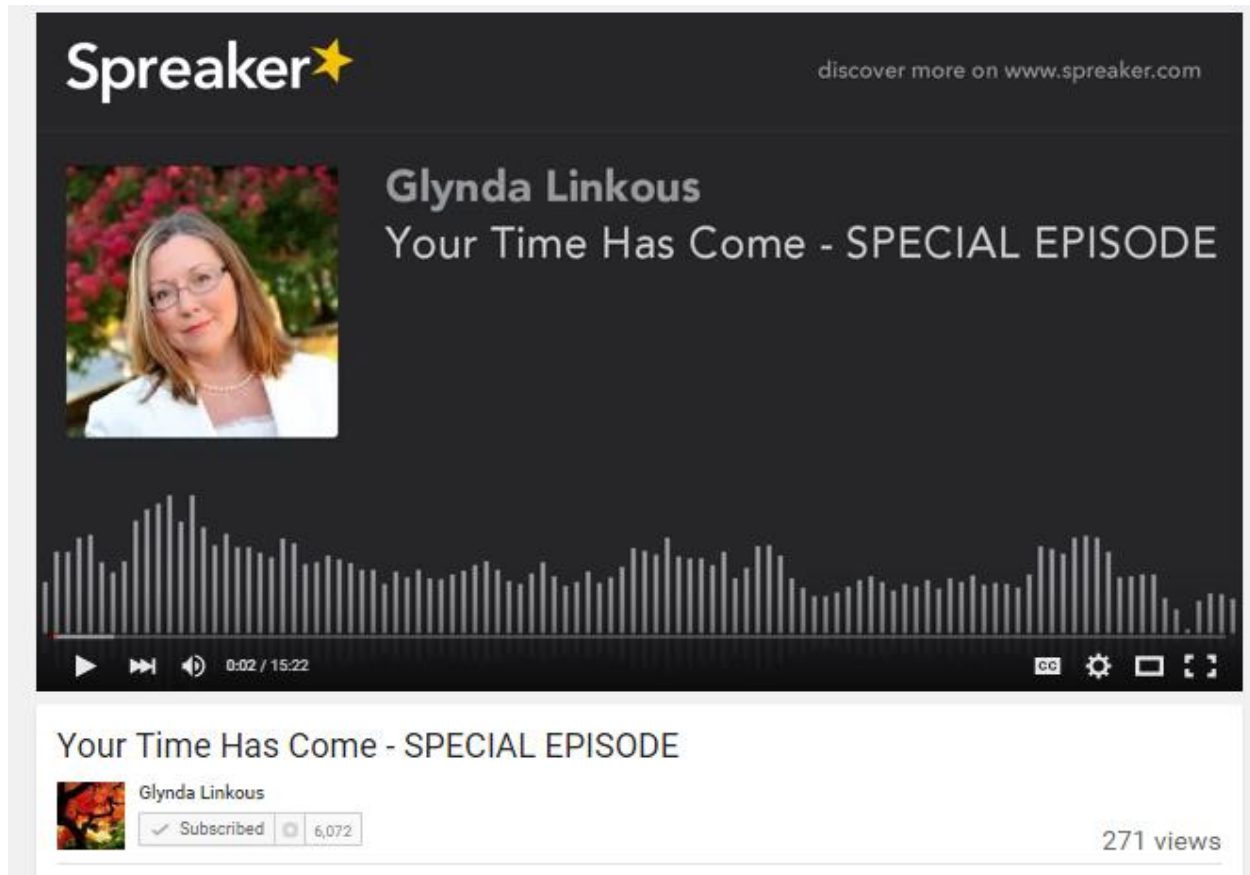 Spreaker
discover more on www.spreaker.com
Glynda Linkous
Your Time Has Come - SPECIAL EPISODE
0:02 / 15:22
CC
Your Time Has Come - SPECIAL EPISODE
Glynda Linkous
Subscribed 6,072
271 views